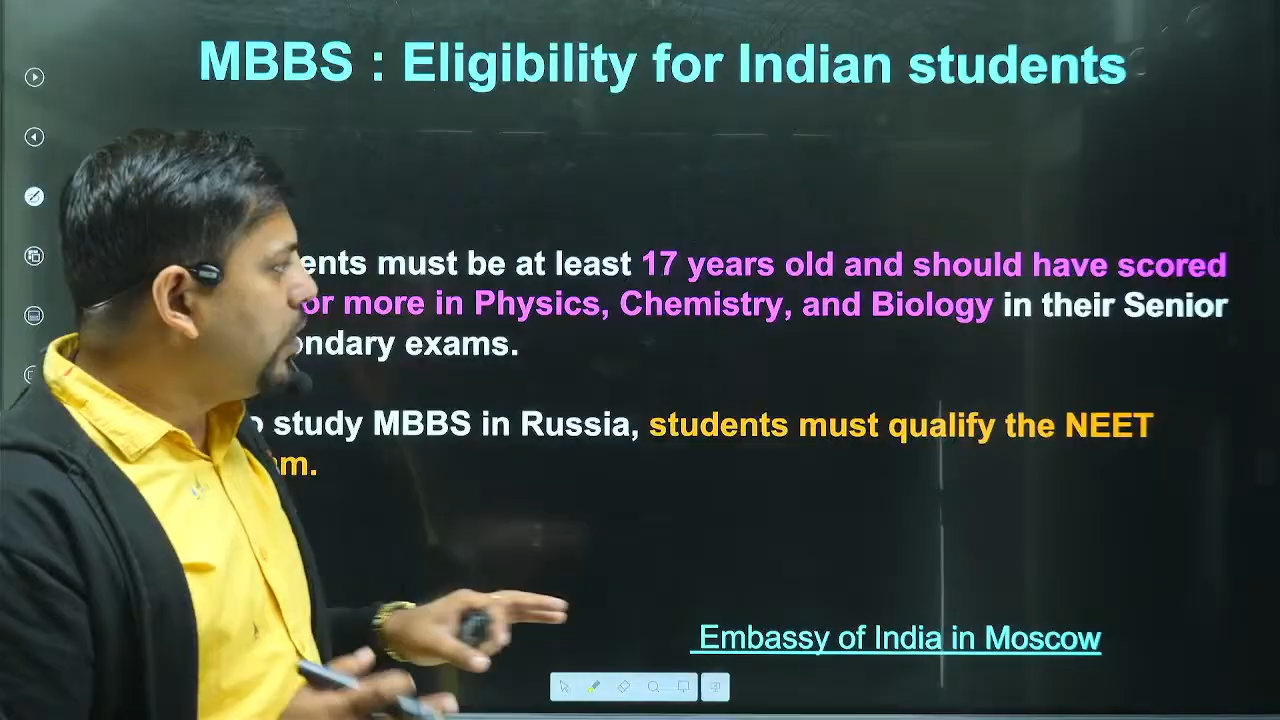 MBBS : Eligibility for Indian students
ents must be at least 17 years old and should have scored
or more in Physics, Chemistry, and Biology in their Senior
ondary exams.
o study MBBS in Russia, students must qualify the NEET
am.
Embassy of India in Moscow